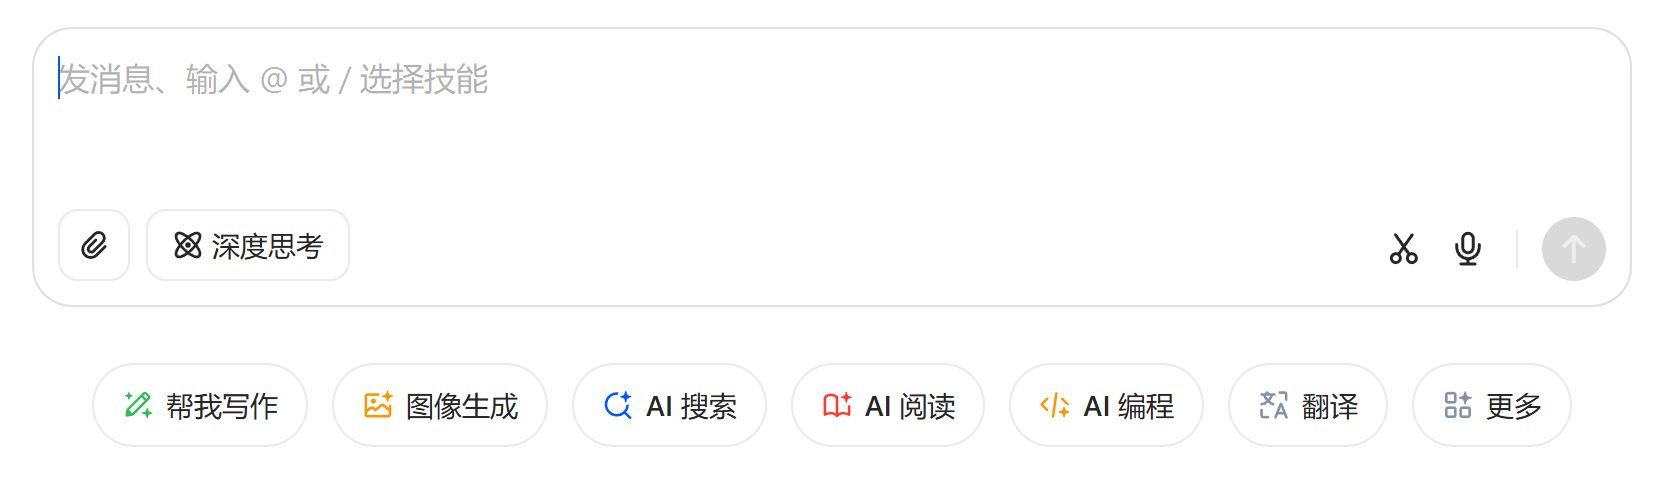 发消息、输入 @ 或 / 选择技能
深度思考
帮我写作 图像生成 AI 搜索 AI 阅读 AI 编程 翻译 更多